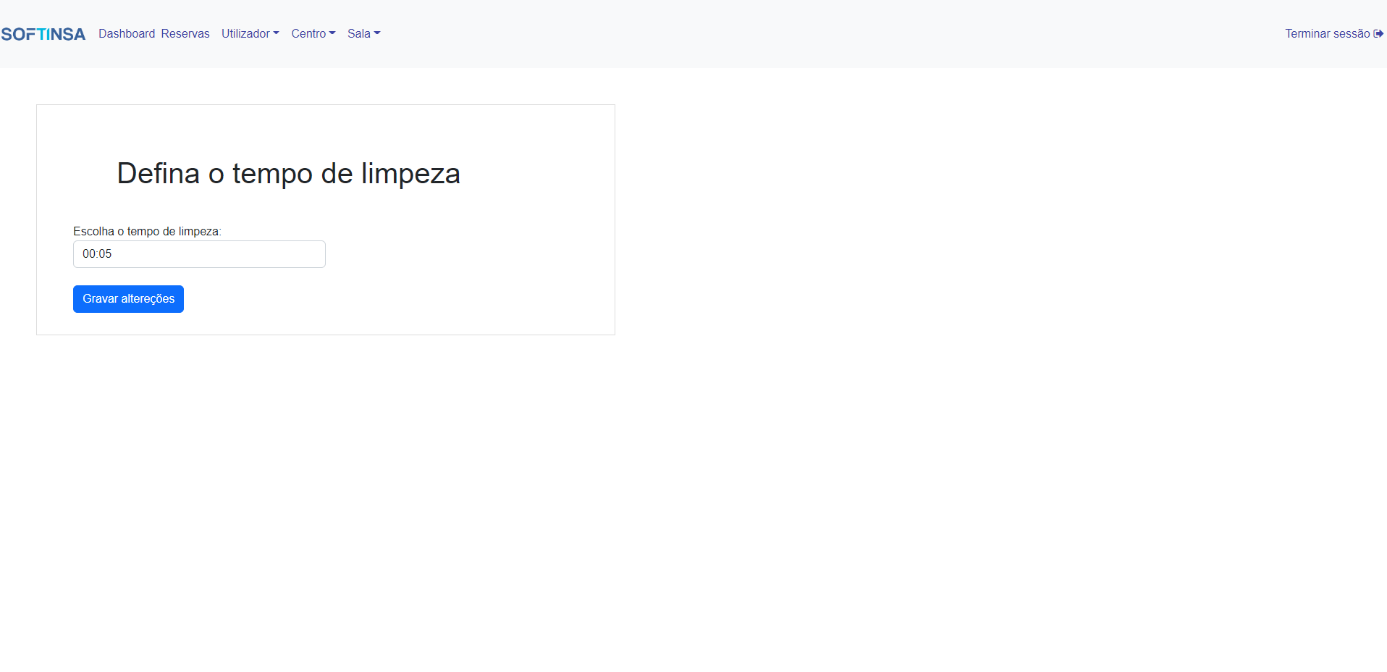 SOFTINSA Dashboard Reservas Utilizador Centro Sala Terminar sessão
Defina o tempo de limpeza
Escolha o tempo de limpeza:
00:05
Gravar altereções